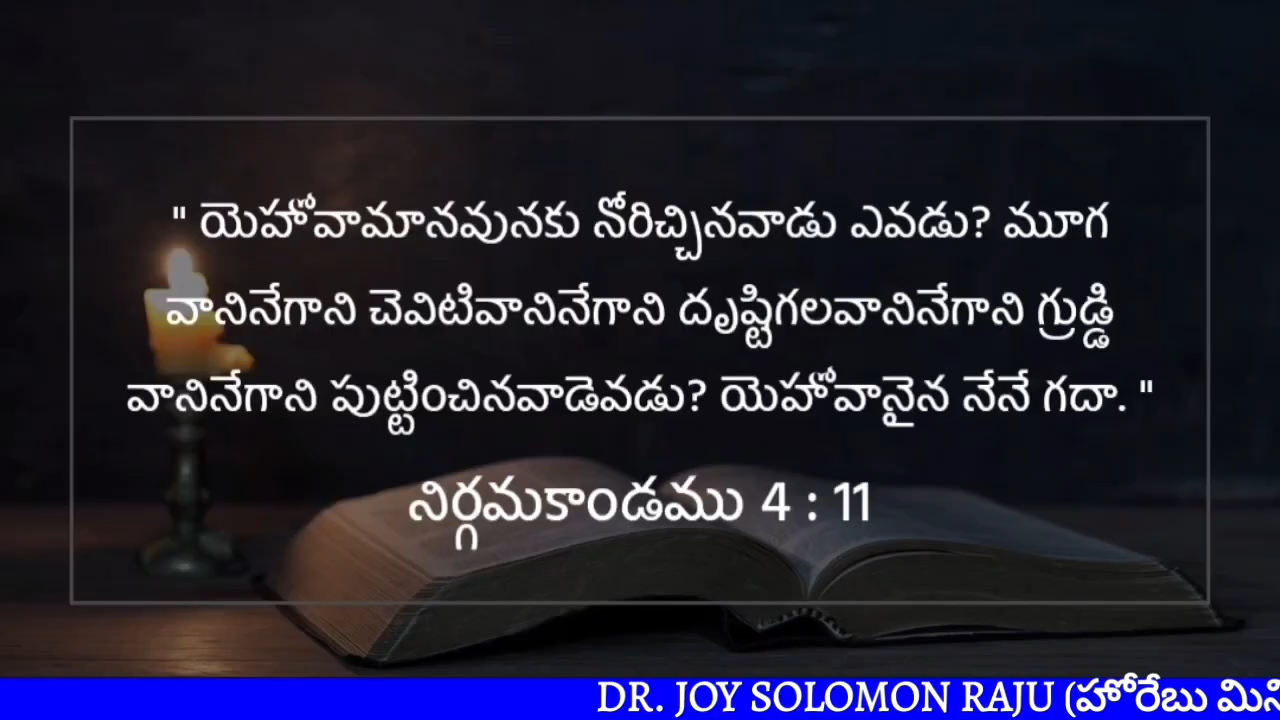 " యెహోవామానవునకు నోరిచ్చినవాడు ఎవడు? మూగ
వానినేగాని చెవిటివానినేగాని దృష్టిగలవానినేగాని గ్రుడ్డి
వానినేగాని పుట్టించినవాడెవడు? యెహోవానైన నేనే గదా. "
నిర్గమకాండము 4 : 11
DR. JOY SOLOMON RAJU (హోరేబు